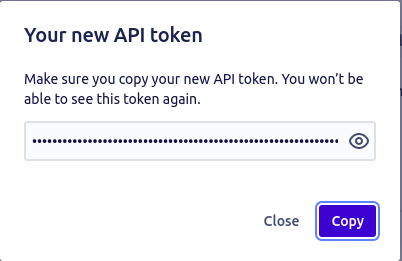 Your new API token
Make sure you copy your new API token. You won't be
able to see this token again.
Close
Copy